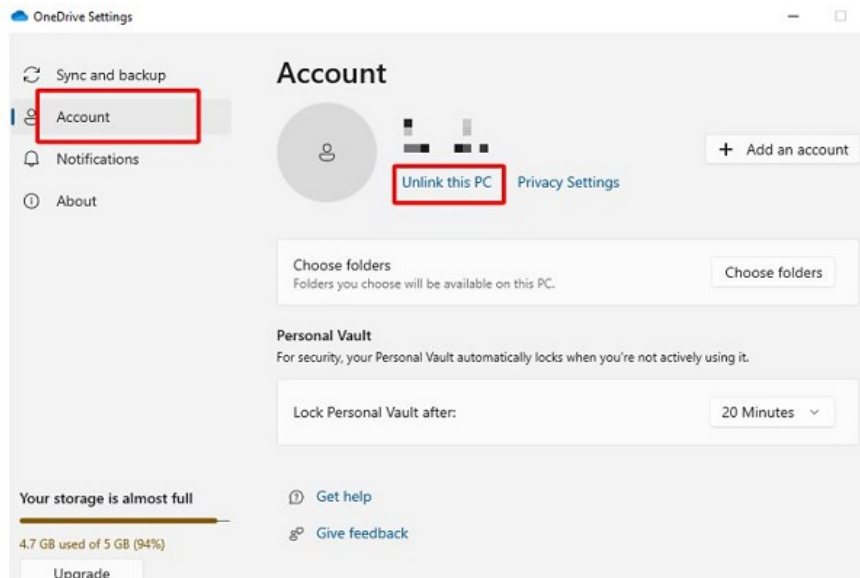 OneDrive Settings
Sync and backup
Account
Notifications
About
Your storage is almost full
4.7 GB used of 5 GB (94%)
Upgrade
Account
Unlink this PC
Privacy Settings
+ Add an account
Choose folders
Folders you choose will be available on this PC.
Choose folders
Personal Vault
For security, your Personal Vault automatically locks when you're not actively using it.
Lock Personal Vault after:
20 Minutes
Get help
Give feedback